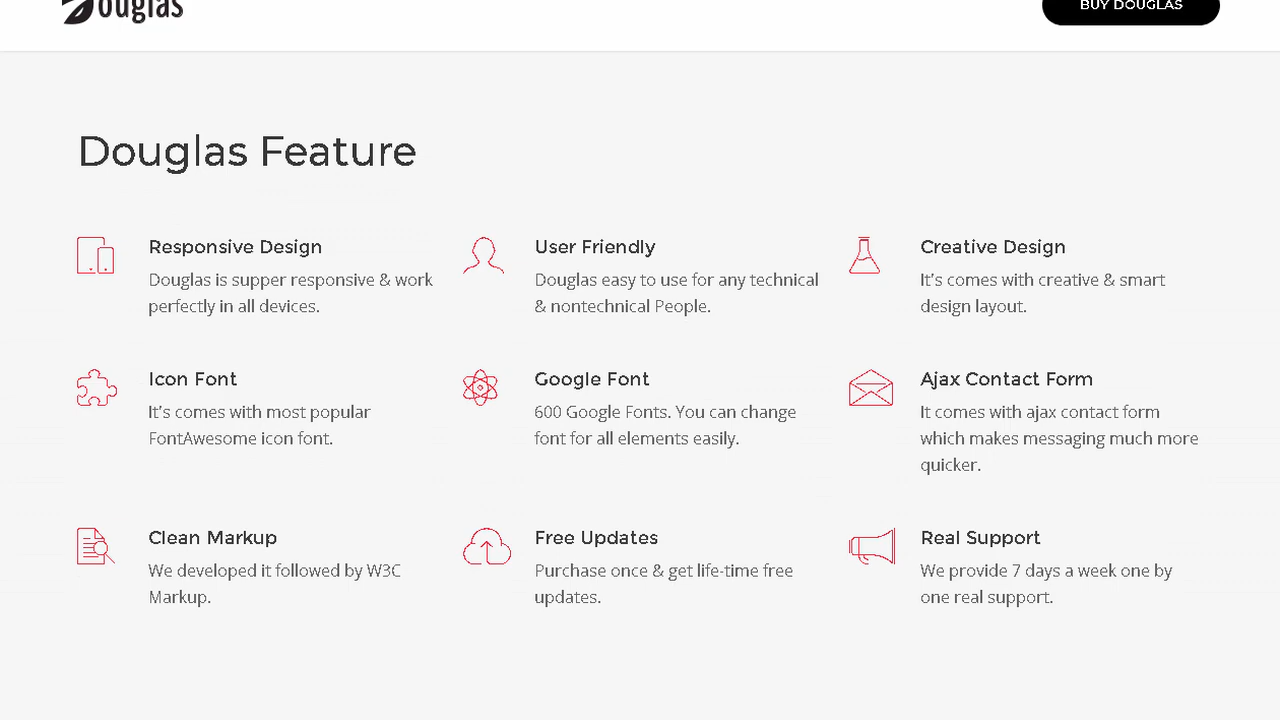 Douglas
BUY DOUGLAS
Douglas Feature
Responsive Design
Douglas is supper responsive & work
perfectly in all devices.
User Friendly
Douglas easy to use for any technical
& nontechnical People.
Creative Design
It's comes with creative & smart
design layout.
Icon Font
It's comes with most popular
FontAwesome icon font.
Google Font
600 Google Fonts. You can change
font for all elements easily.
Ajax Contact Form
It comes with ajax contact form
which makes messaging much more
quicker.
Clean Markup
We developed it followed by W3C
Markup.
Free Updates
Purchase once & get life-time free
updates.
Real Support
We provide 7 days a week one by
one real support.